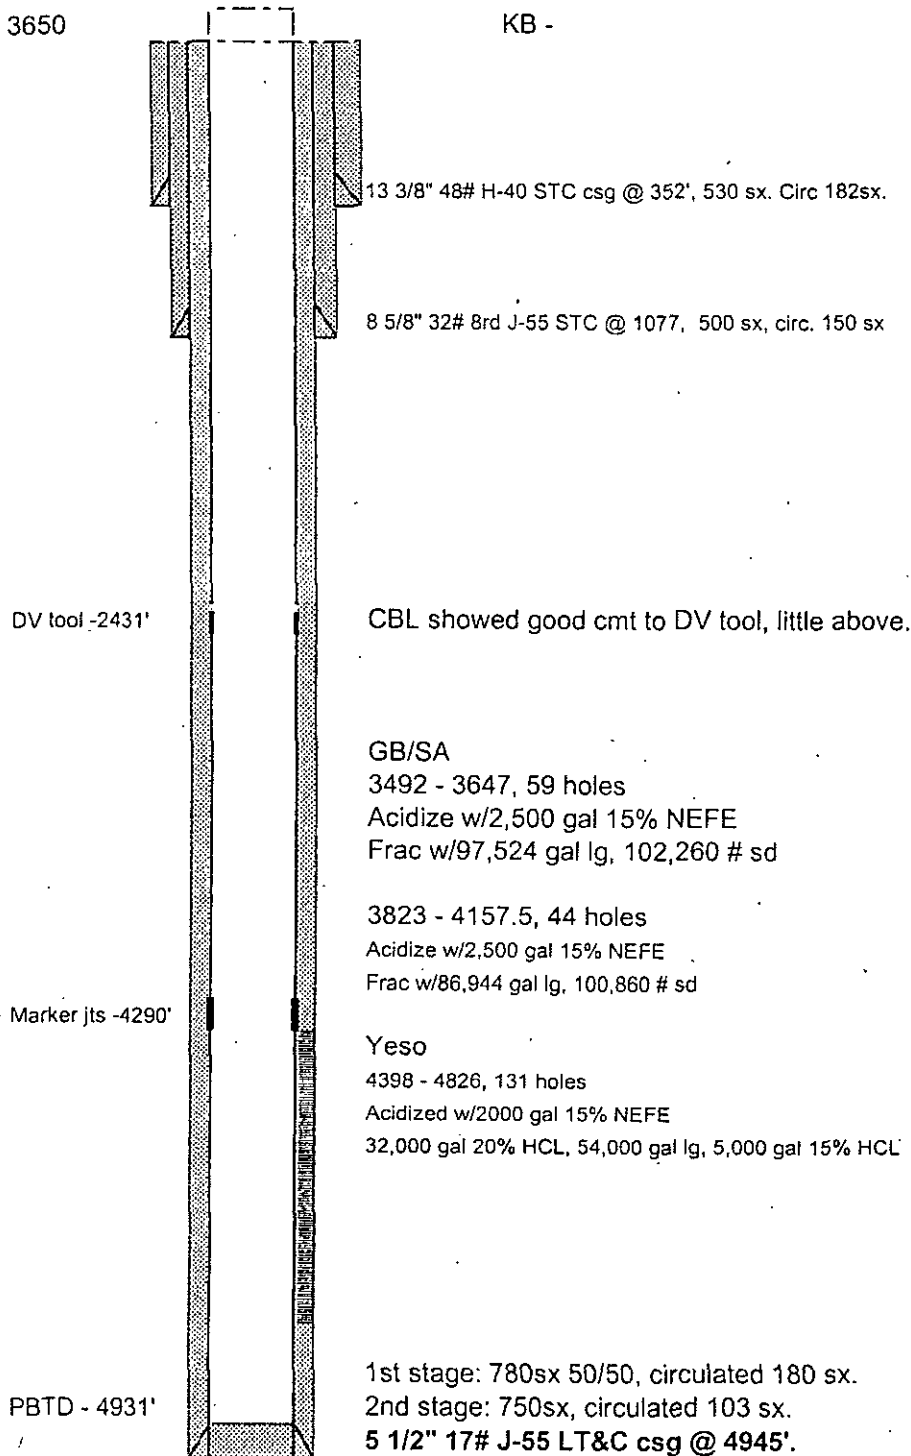 3650
KB -
13 3/8" 48# H-40 STC csg @ 352', 530 sx. Circ 182sx.
8 5/8" 32# 8rd J-55 STC @ 1077, 500 sx, circ. 150 sx
DV tool -2431'
CBL showed good cmt to DV tool, little above.
GB/SA
3492 - 3647, 59 holes
Acidize w/2,500 gal 15% NEFE
Frac w/97,524 gal lg, 102,260 # sd
3823 - 4157.5, 44 holes
Acidize w/2,500 gal 15% NEFE
Frac w/86,944 gal lg, 100,860 # sd
Marker jts -4290'
Yeso
4398 - 4826, 131 holes
Acidized w/2000 gal 15% NEFE
32,000 gal 20% HCL, 54,000 gal lg, 5,000 gal 15% HCL
1st stage: 780sx 50/50, circulated 180 sx.
PBTD - 4931'
2nd stage: 750sx, circulated 103 sx.
5 1/2" 17# J-55 LT&C csg @ 4945'.